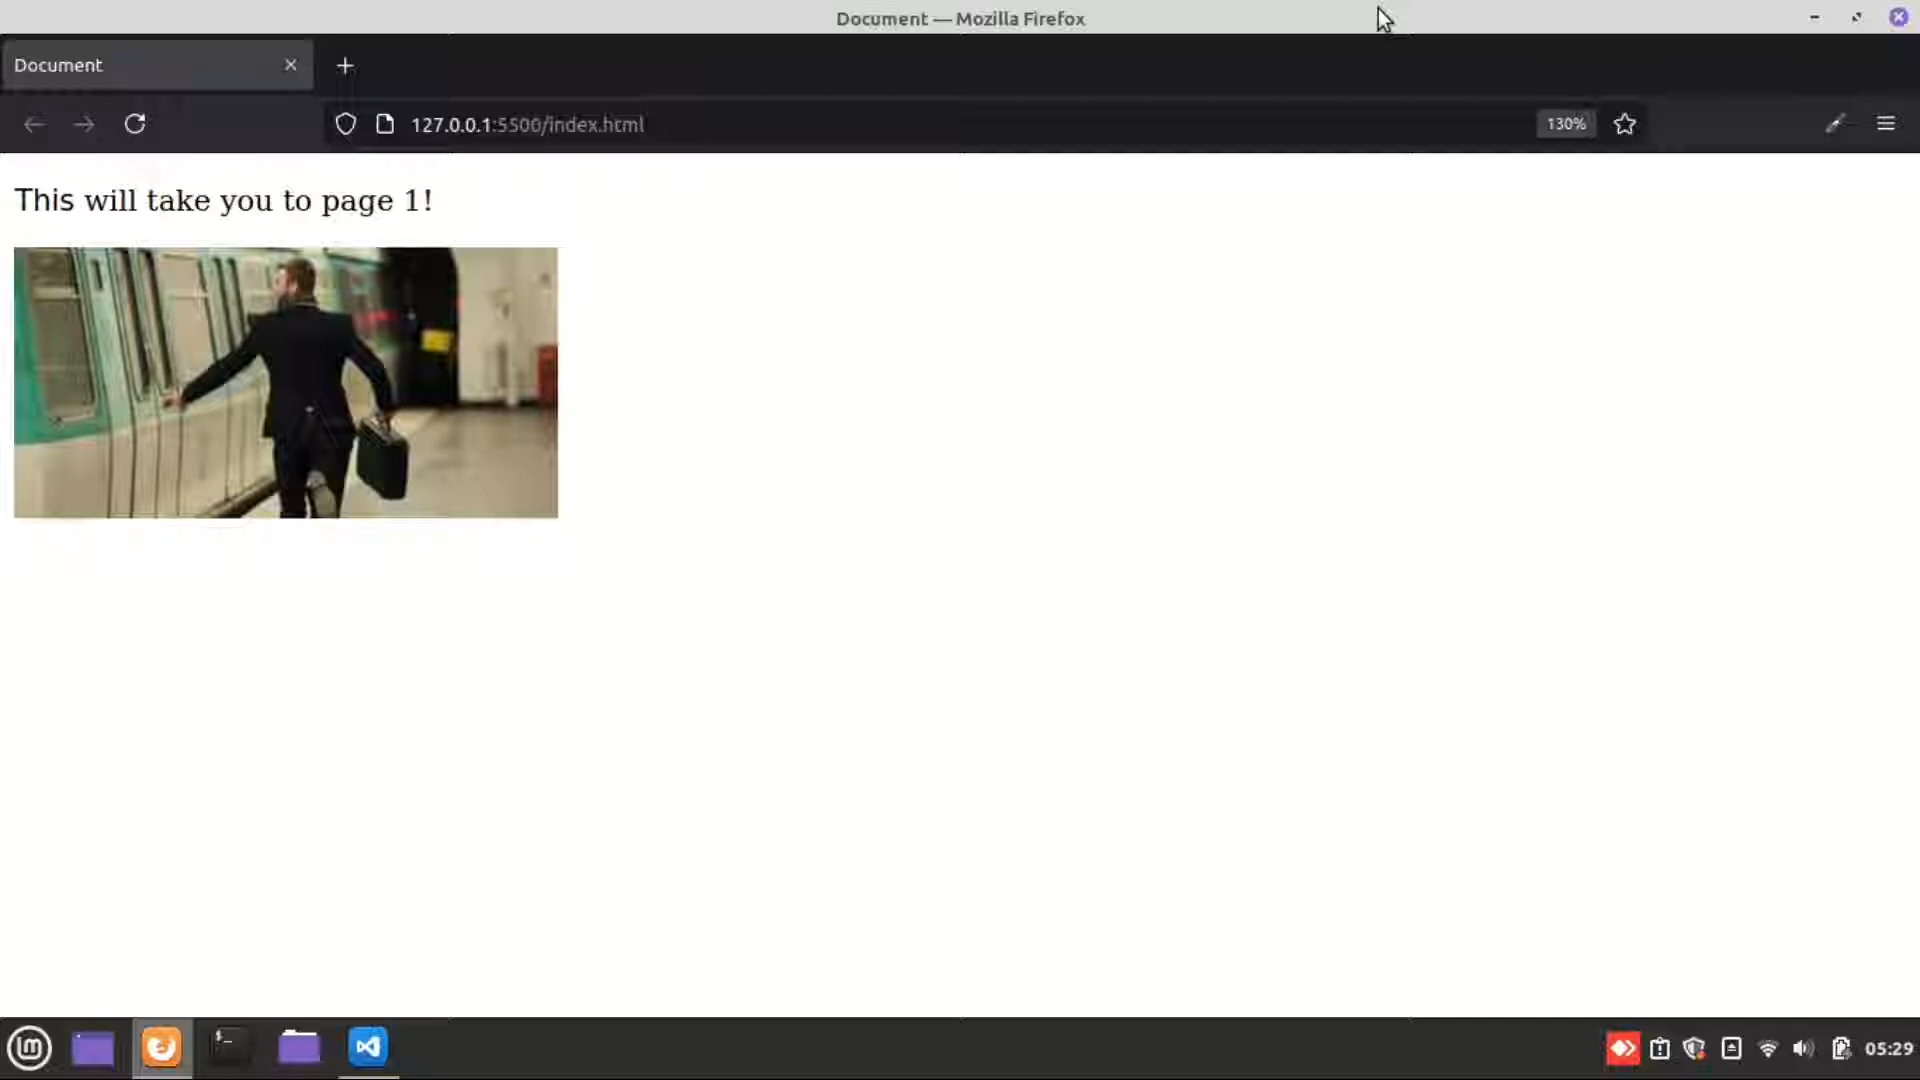 Document — Mozilla Firefox
Document
127.0.0.1:5500/index.html
130%
This will take you to page 1!
05:29